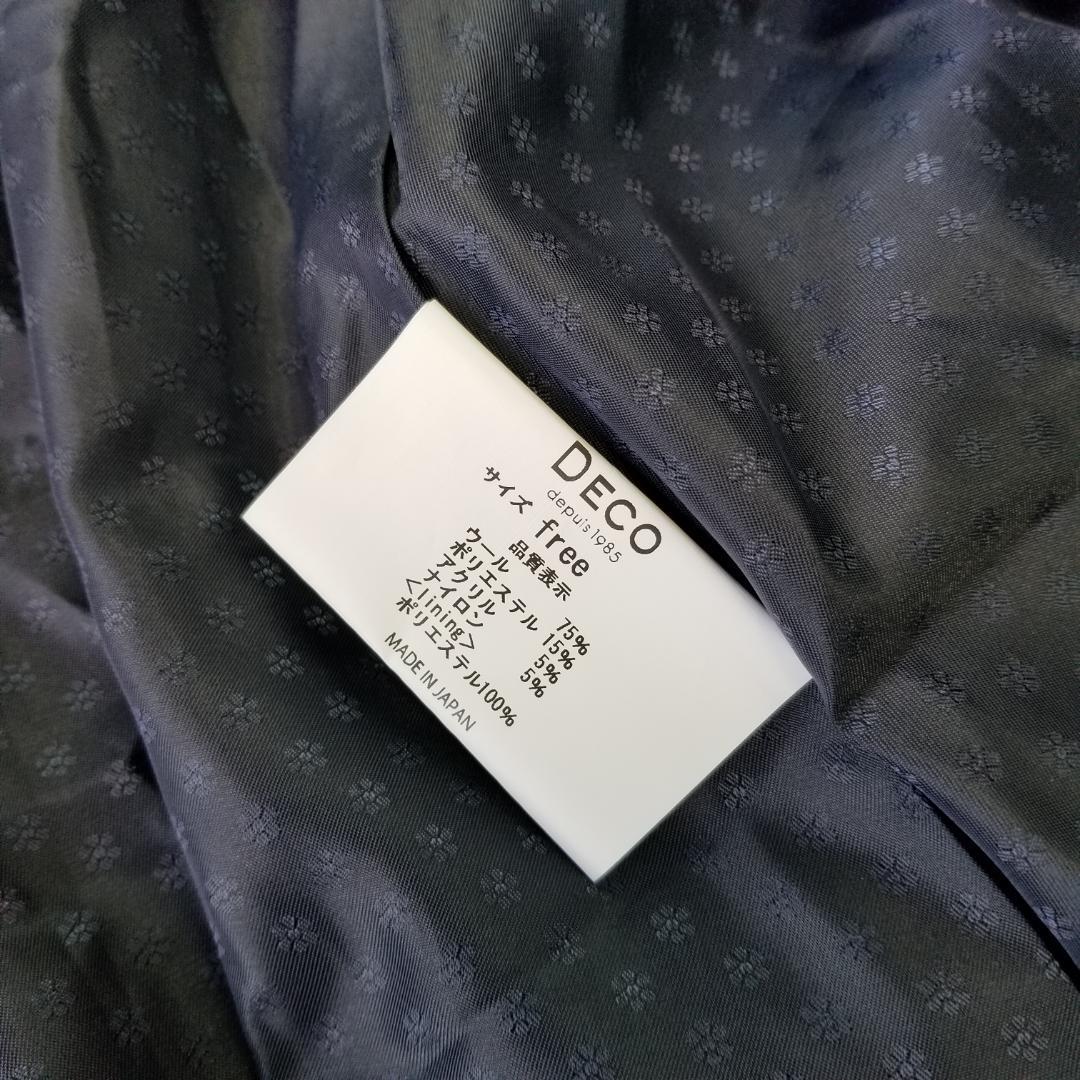 DECO
depuis 1985
サイズ free
品質表示
ウール 75%
ポリエステル 15%
アクリル 5%
ナイロン 5%
<lining>
ポリエステル100%
MADE IN JAPAN